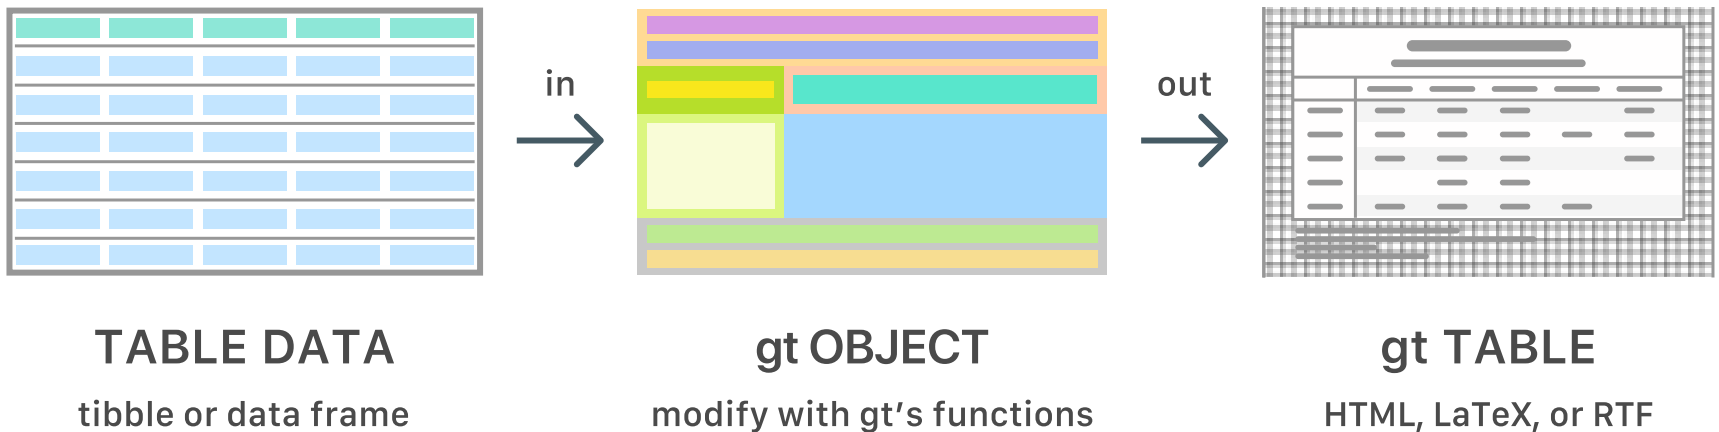 in
out
TABLE DATA
gt OBJECT
gt TABLE
tibble or data frame
modify with gt’s functions
HTML, LaTeX, or RTF